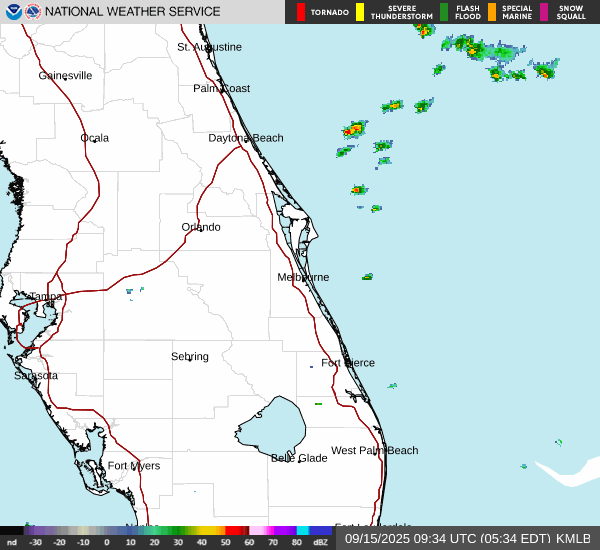 NATIONAL WEATHER SERVICE
TORNADO
SEVERE THUNDERSTORM
FLASH FLOOD
SPECIAL MARINE
SNOW SQUALL
St. Augustine
Gainesville
Palm Coast
Ocala
Daytona Beach
Orlando
Melbourne
Tampa
Sebring
Fort Pierce
Sarasota
West Palm Beach
Belle Glade
Fort Myers
Fort Lauderdale
nd -30 -20 -10 0 10 20 30 40 50 60 70 80 dBZ
09/15/2025 09:34 UTC (05:34 EDT) KMLB